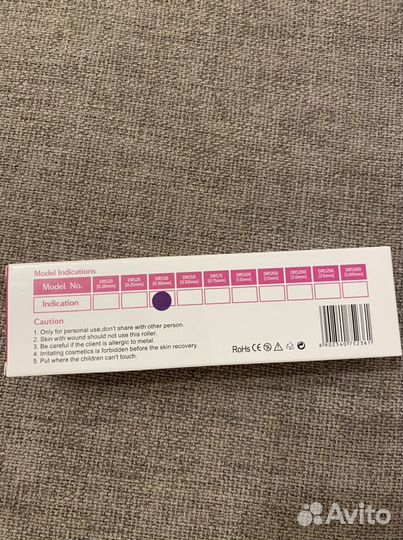 Model Indications
Model No. DRS20 DRS25 DRS30 DRS50 DRS75 DRS100 DRS150 DRS200 DRS250 DRS300
(0.20mm) (0.25mm) (0.30mm) (0.50mm) (0.75mm) (1.0mm) (1.5mm) (2.0mm) (2.5mm) (3.00mm)
Indication
Caution
1. Only for personal use,don't share with other person.
2. Skin with wound should not use this roller.
3. Be careful if the client is allergic to metal.
4. Irritating cosmetics is forbidden before the skin recovery.
5. Put where the children can't touch.
RoHs CE
6 902540 752361
Avito